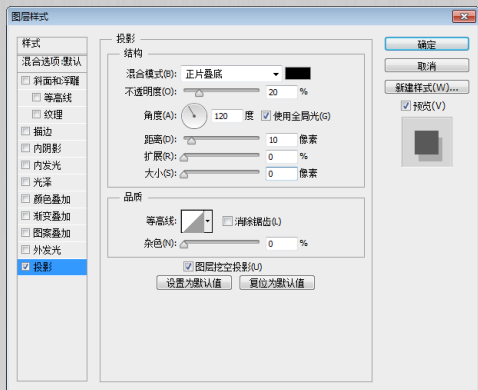 图层样式
样式
混合选项:默认
斜面和浮雕
等高线
纹理
描边
内阴影
内发光
光泽
颜色叠加
渐变叠加
图案叠加
外发光
投影
投影
结构
混合模式(B): 正片叠底
不透明度(O): 20 %
角度(A): 120 度 使用全局光(G)
距离(D): 10 像素
扩展(R): 0 %
大小(S): 0 像素
品质
等高线: 消除锯齿(L)
杂色(N): 0 %
图层挖空投影(U)
设置为默认值 复位为默认值
确定
取消
新建样式(W)...
预览(V)